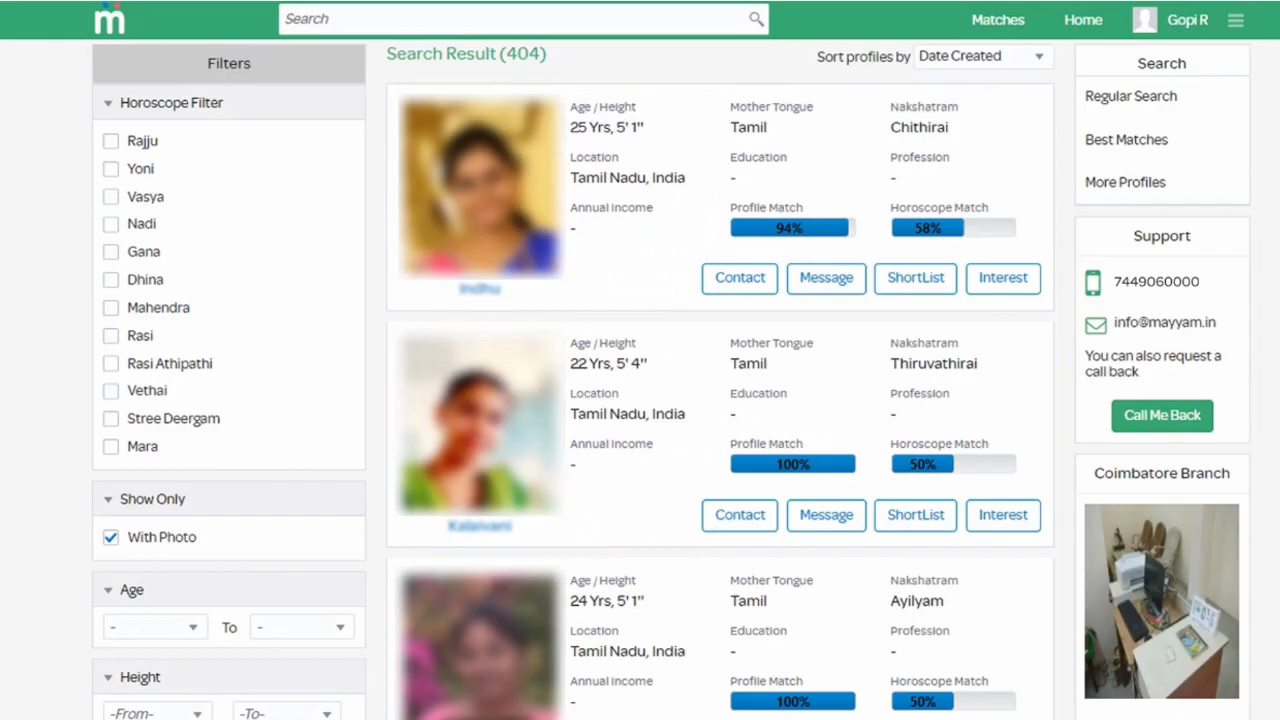 m
Search
Matches
Home
Gopi R
Filters
Horoscope Filter
Rajju
Yoni
Vasya
Nadi
Gana
Dhina
Mahendra
Rasi
Rasi Athipathi
Vethai
Stree Deergam
Mara
Show Only
With Photo
Age
- To -
Height
-From- -To-
Search Result (404)
Sort profiles by Date Created
Age / Height Mother Tongue Nakshatram
25 Yrs, 5' 1" Tamil Chithirai
Location Education Profession
Tamil Nadu, India - -
Annual Income Profile Match Horoscope Match
- 94% 58%
Contact Message ShortList Interest
Indhu
Age / Height Mother Tongue Nakshatram
22 Yrs, 5' 4" Tamil Thiruvathirai
Location Education Profession
Tamil Nadu, India - -
Annual Income Profile Match Horoscope Match
- 100% 50%
Contact Message ShortList Interest
Kalaivani
Age / Height Mother Tongue Nakshatram
24 Yrs, 5' 1" Tamil Ayilyam
Location Education Profession
Tamil Nadu, India - -
Annual Income Profile Match Horoscope Match
- 100% 50%
Search
Regular Search
Best Matches
More Profiles
Support
7449060000
info@mayyam.in
You can also request a
call back
Call Me Back
Coimbatore Branch